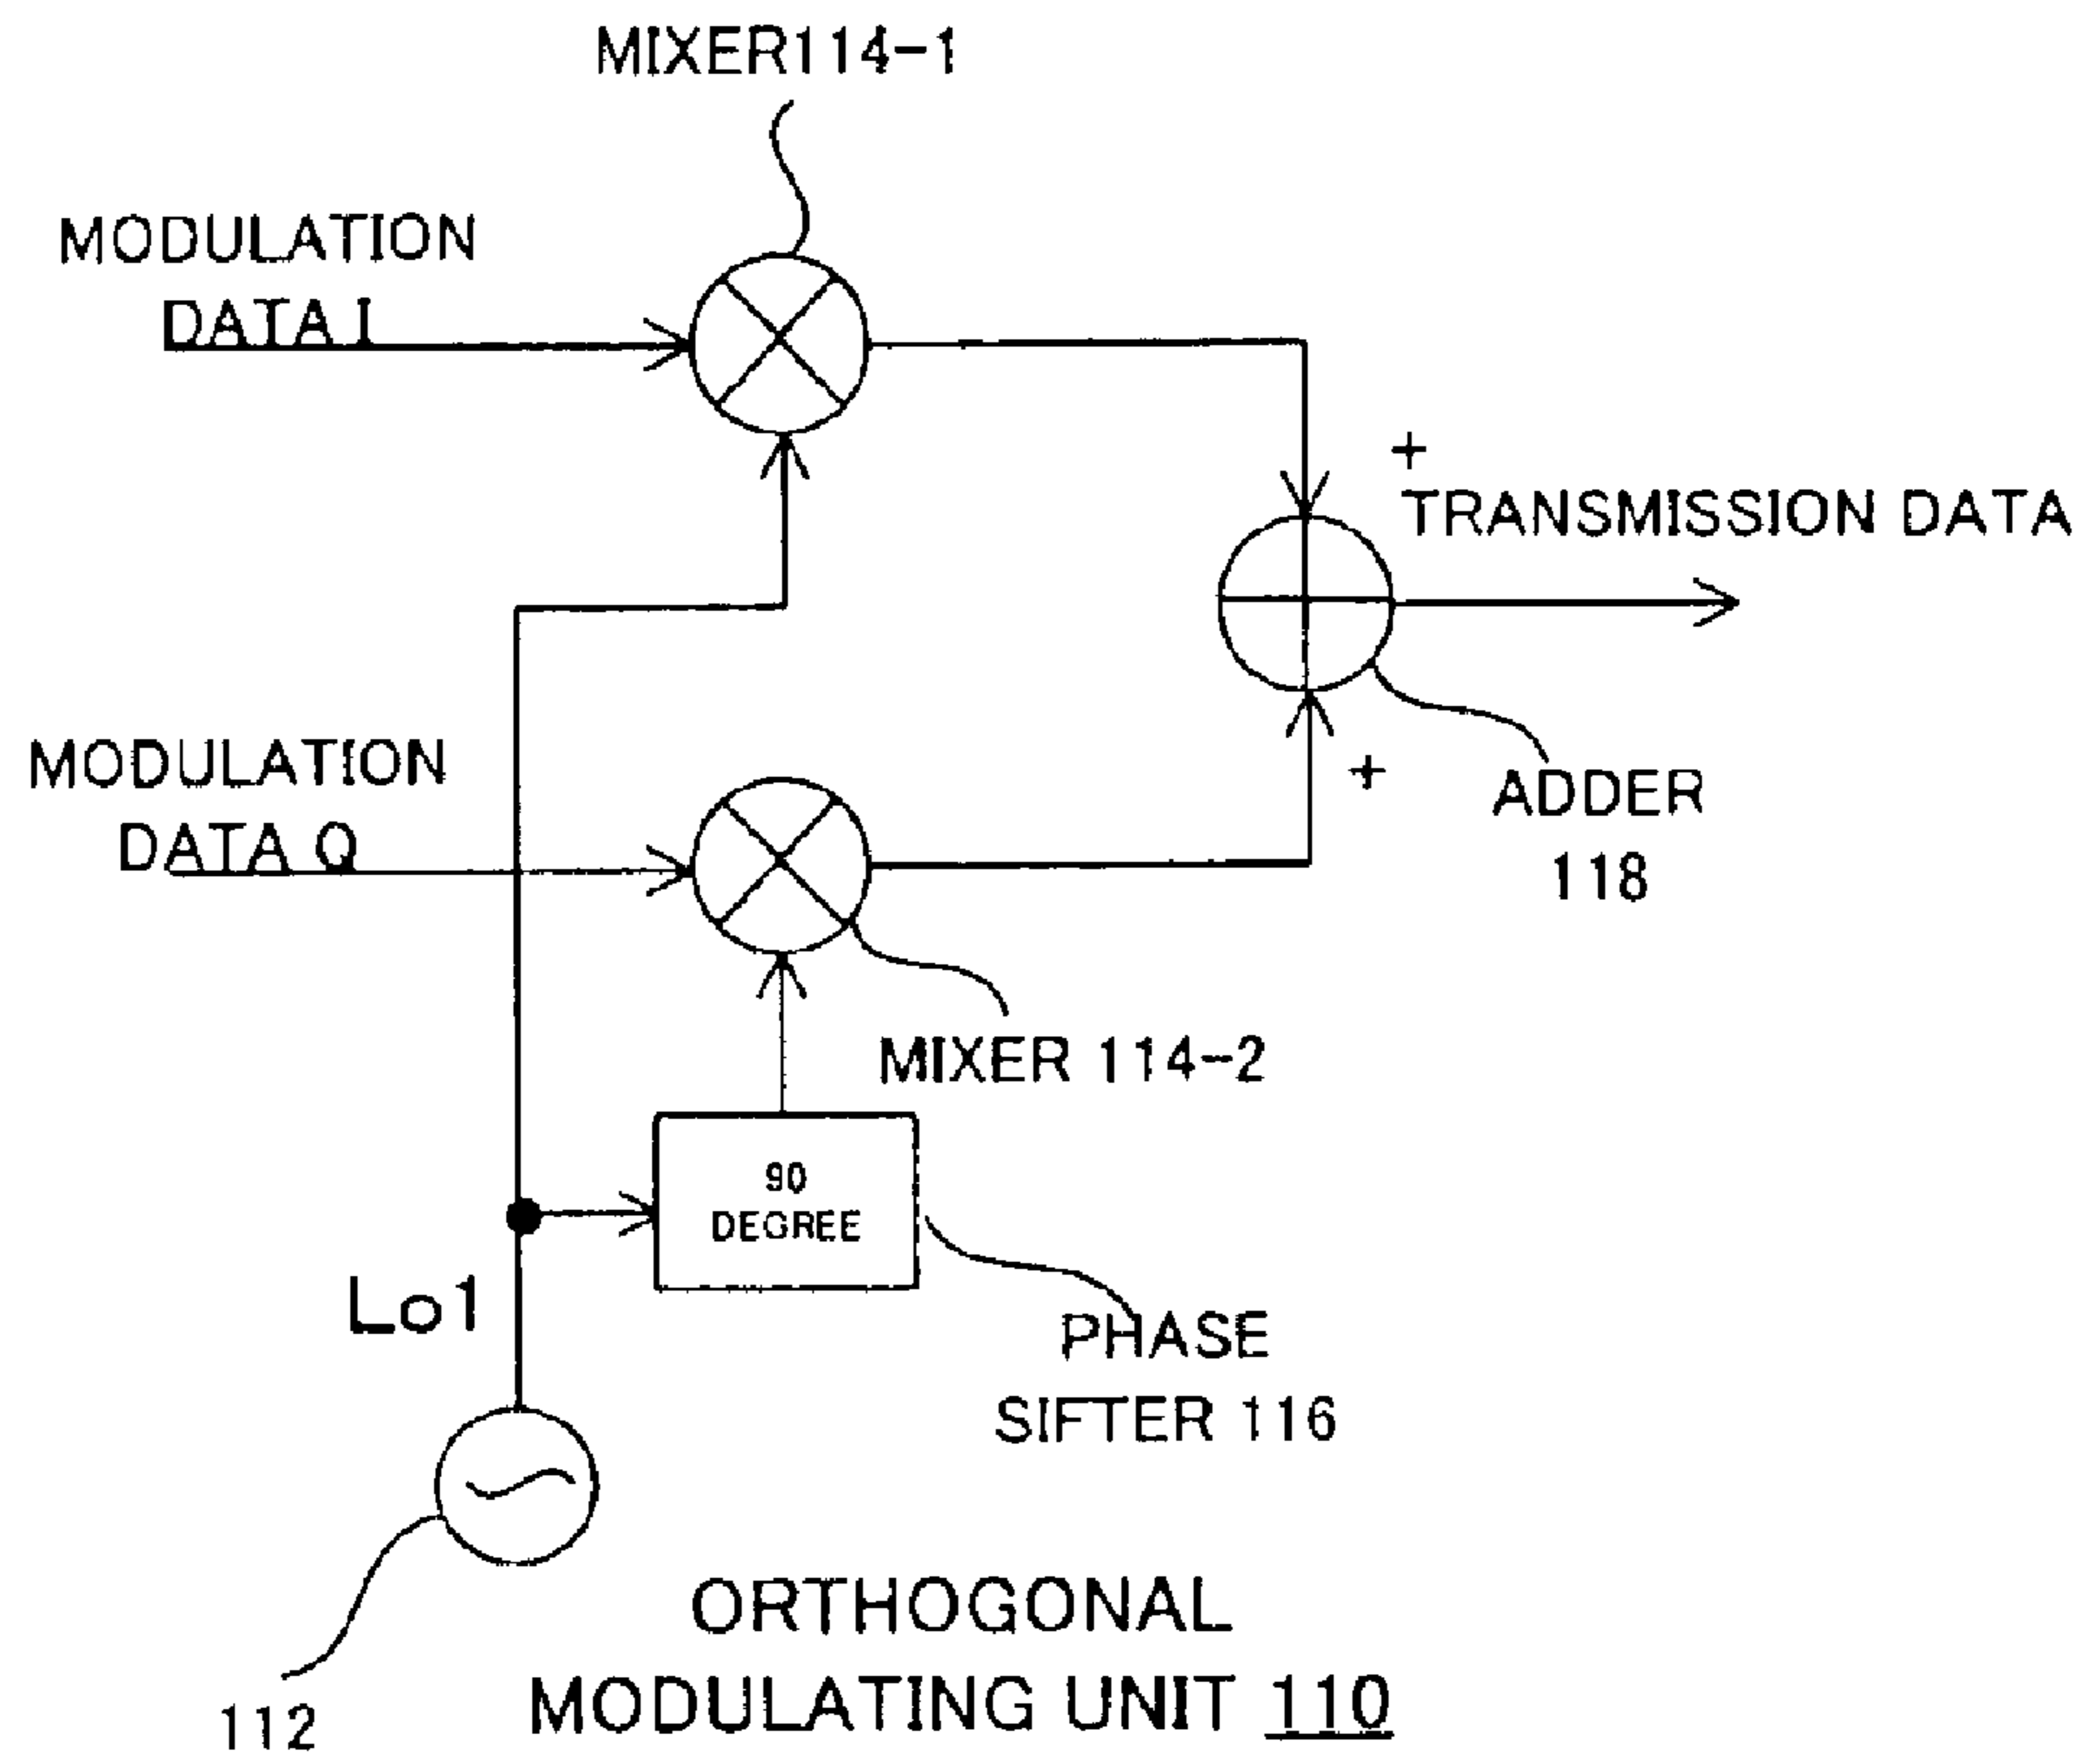 MIXER114-1
MODULATION
DATA I
+
TRANSMISSION DATA
MODULATION
DATA Q
+
ADDER
118
MIXER 114-2
90
DEGREE
Lo1
PHASE
SIFTER 116
112
ORTHOGONAL
MODULATING UNIT 110